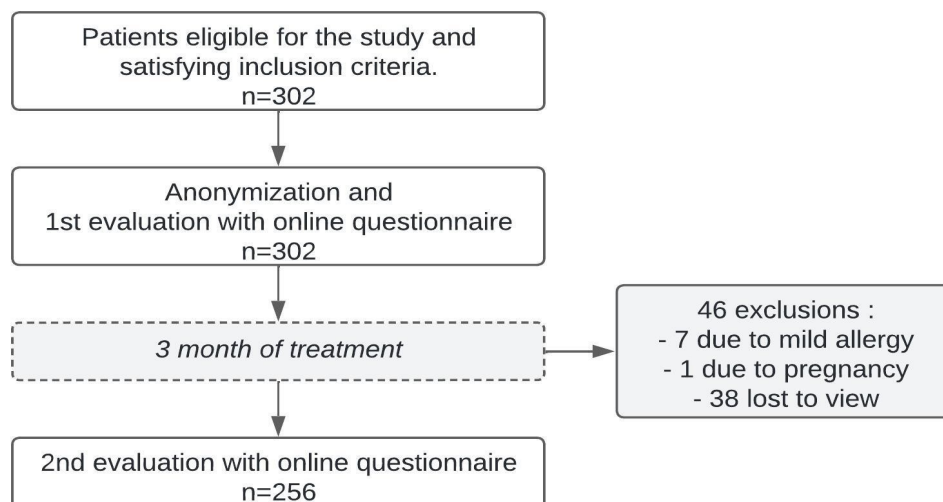 Patients eligible for the study and
satisfying inclusion criteria.
n=302
Anonymization and
1st evaluation with online questionnaire
n=302
3 month of treatment
46 exclusions :
- 7 due to mild allergy
- 1 due to pregnancy
- 38 lost to view
2nd evaluation with online questionnaire
n=256